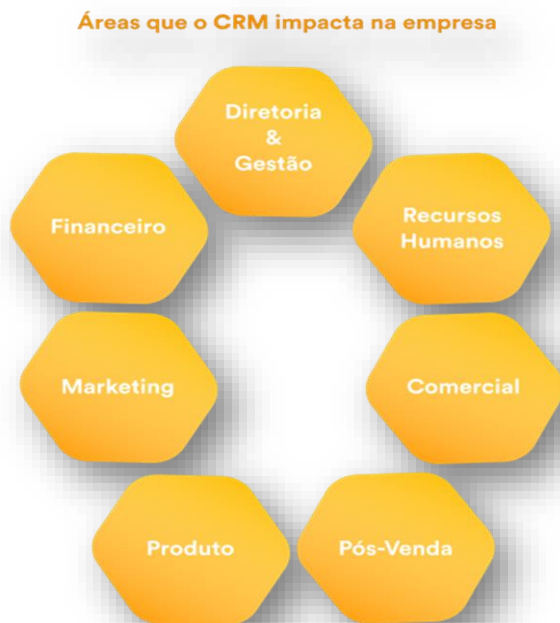 Áreas que o CRM impacta na empresa
Diretoria
&
Gestão
Financeiro
Recursos
Humanos
Marketing
Comercial
Produto
Pós-Venda